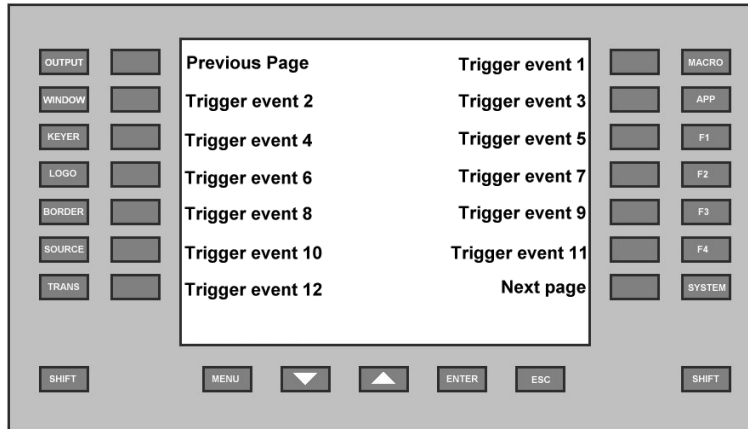 OUTPUT Previous Page Trigger event 1 MACRO
WINDOW Trigger event 2 Trigger event 3 APP
KEYER Trigger event 4 Trigger event 5 F1
LOGO Trigger event 6 Trigger event 7 F2
BORDER Trigger event 8 Trigger event 9 F3
SOURCE Trigger event 10 Trigger event 11 F4
TRANS Trigger event 12 Next page SYSTEM
SHIFT MENU ENTER ESC SHIFT